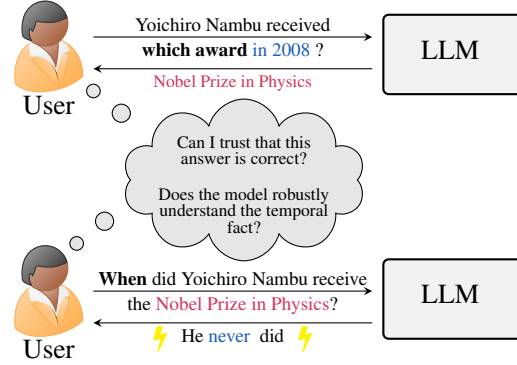 Yoichiro Nambu received
which award in 2008 ?
Nobel Prize in Physics
LLM
User
Can I trust that this
answer is correct?
Does the model robustly
understand the temporal
fact?
When did Yoichiro Nambu receive
the Nobel Prize in Physics?
He never did
LLM
User